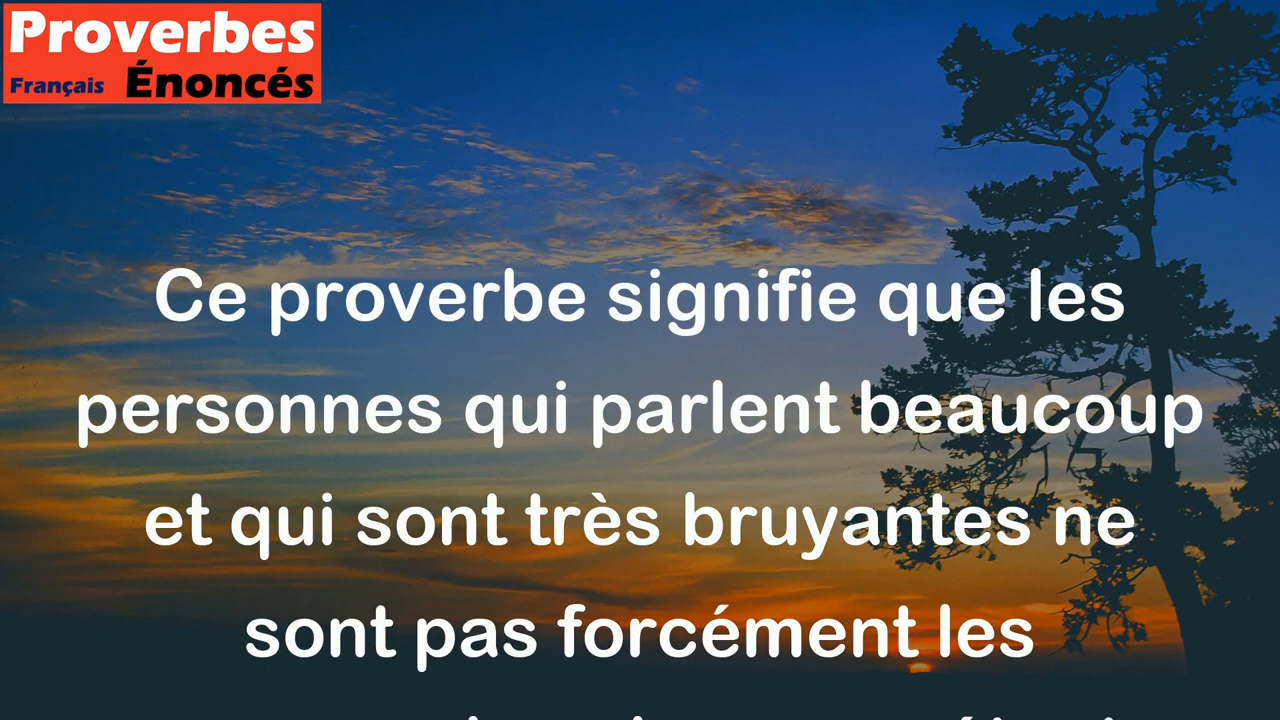 Proverbes
Français Énoncés
Ce proverbe signifie que les
personnes qui parlent beaucoup
et qui sont très bruyantes ne
sont pas forcément les